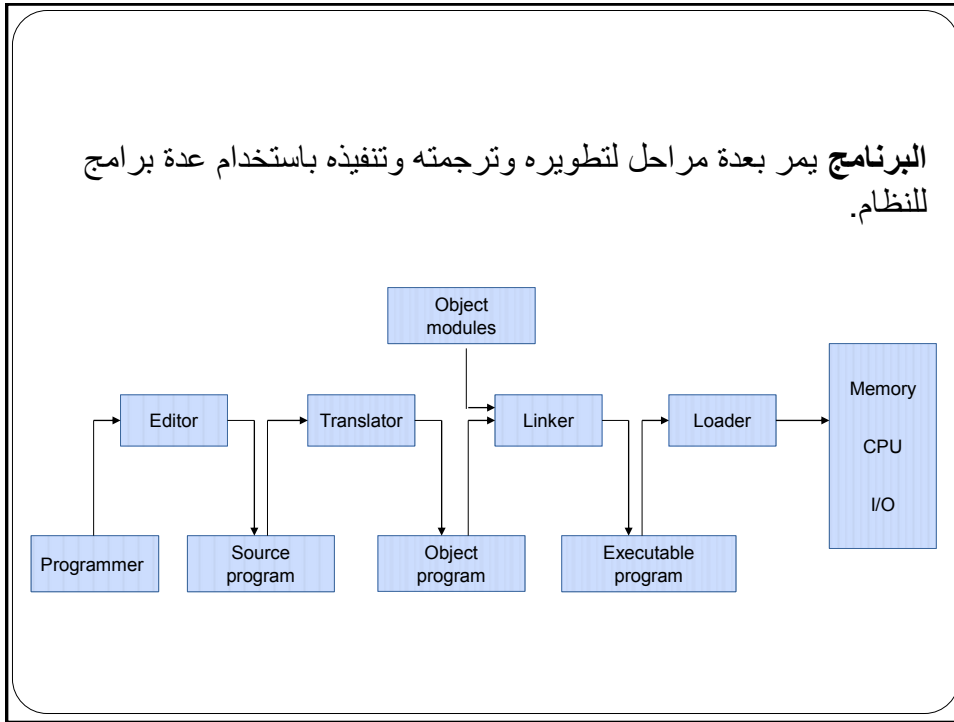 البرنامج يمر بعدة مراحل لتطويره وترجمته وتنفيذه باستخدام عدة برامج
للنظام.
Object
modules
Editor
Translator
Linker
Loader
Memory
CPU
I/O
Programmer
Source
program
Object
program
Executable
program